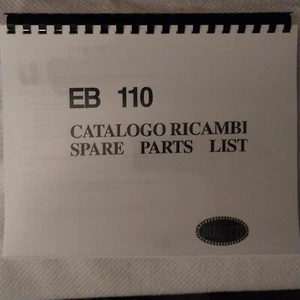 EB 110
CATALOGO RICAMBI
SPARE PARTS LIST